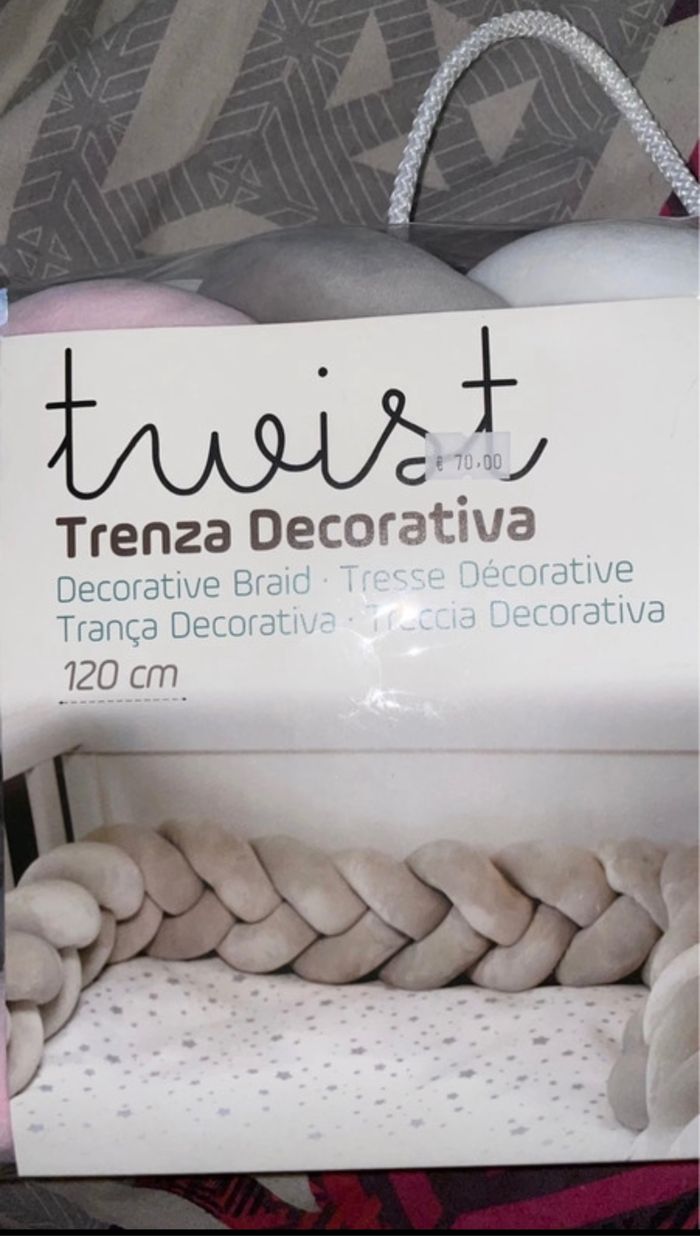 twist
€ 70,00
Trenza Decorativa
Decorative Braid · Tresse Décorative
Trança Decorativa · Treccia Decorativa
120 cm